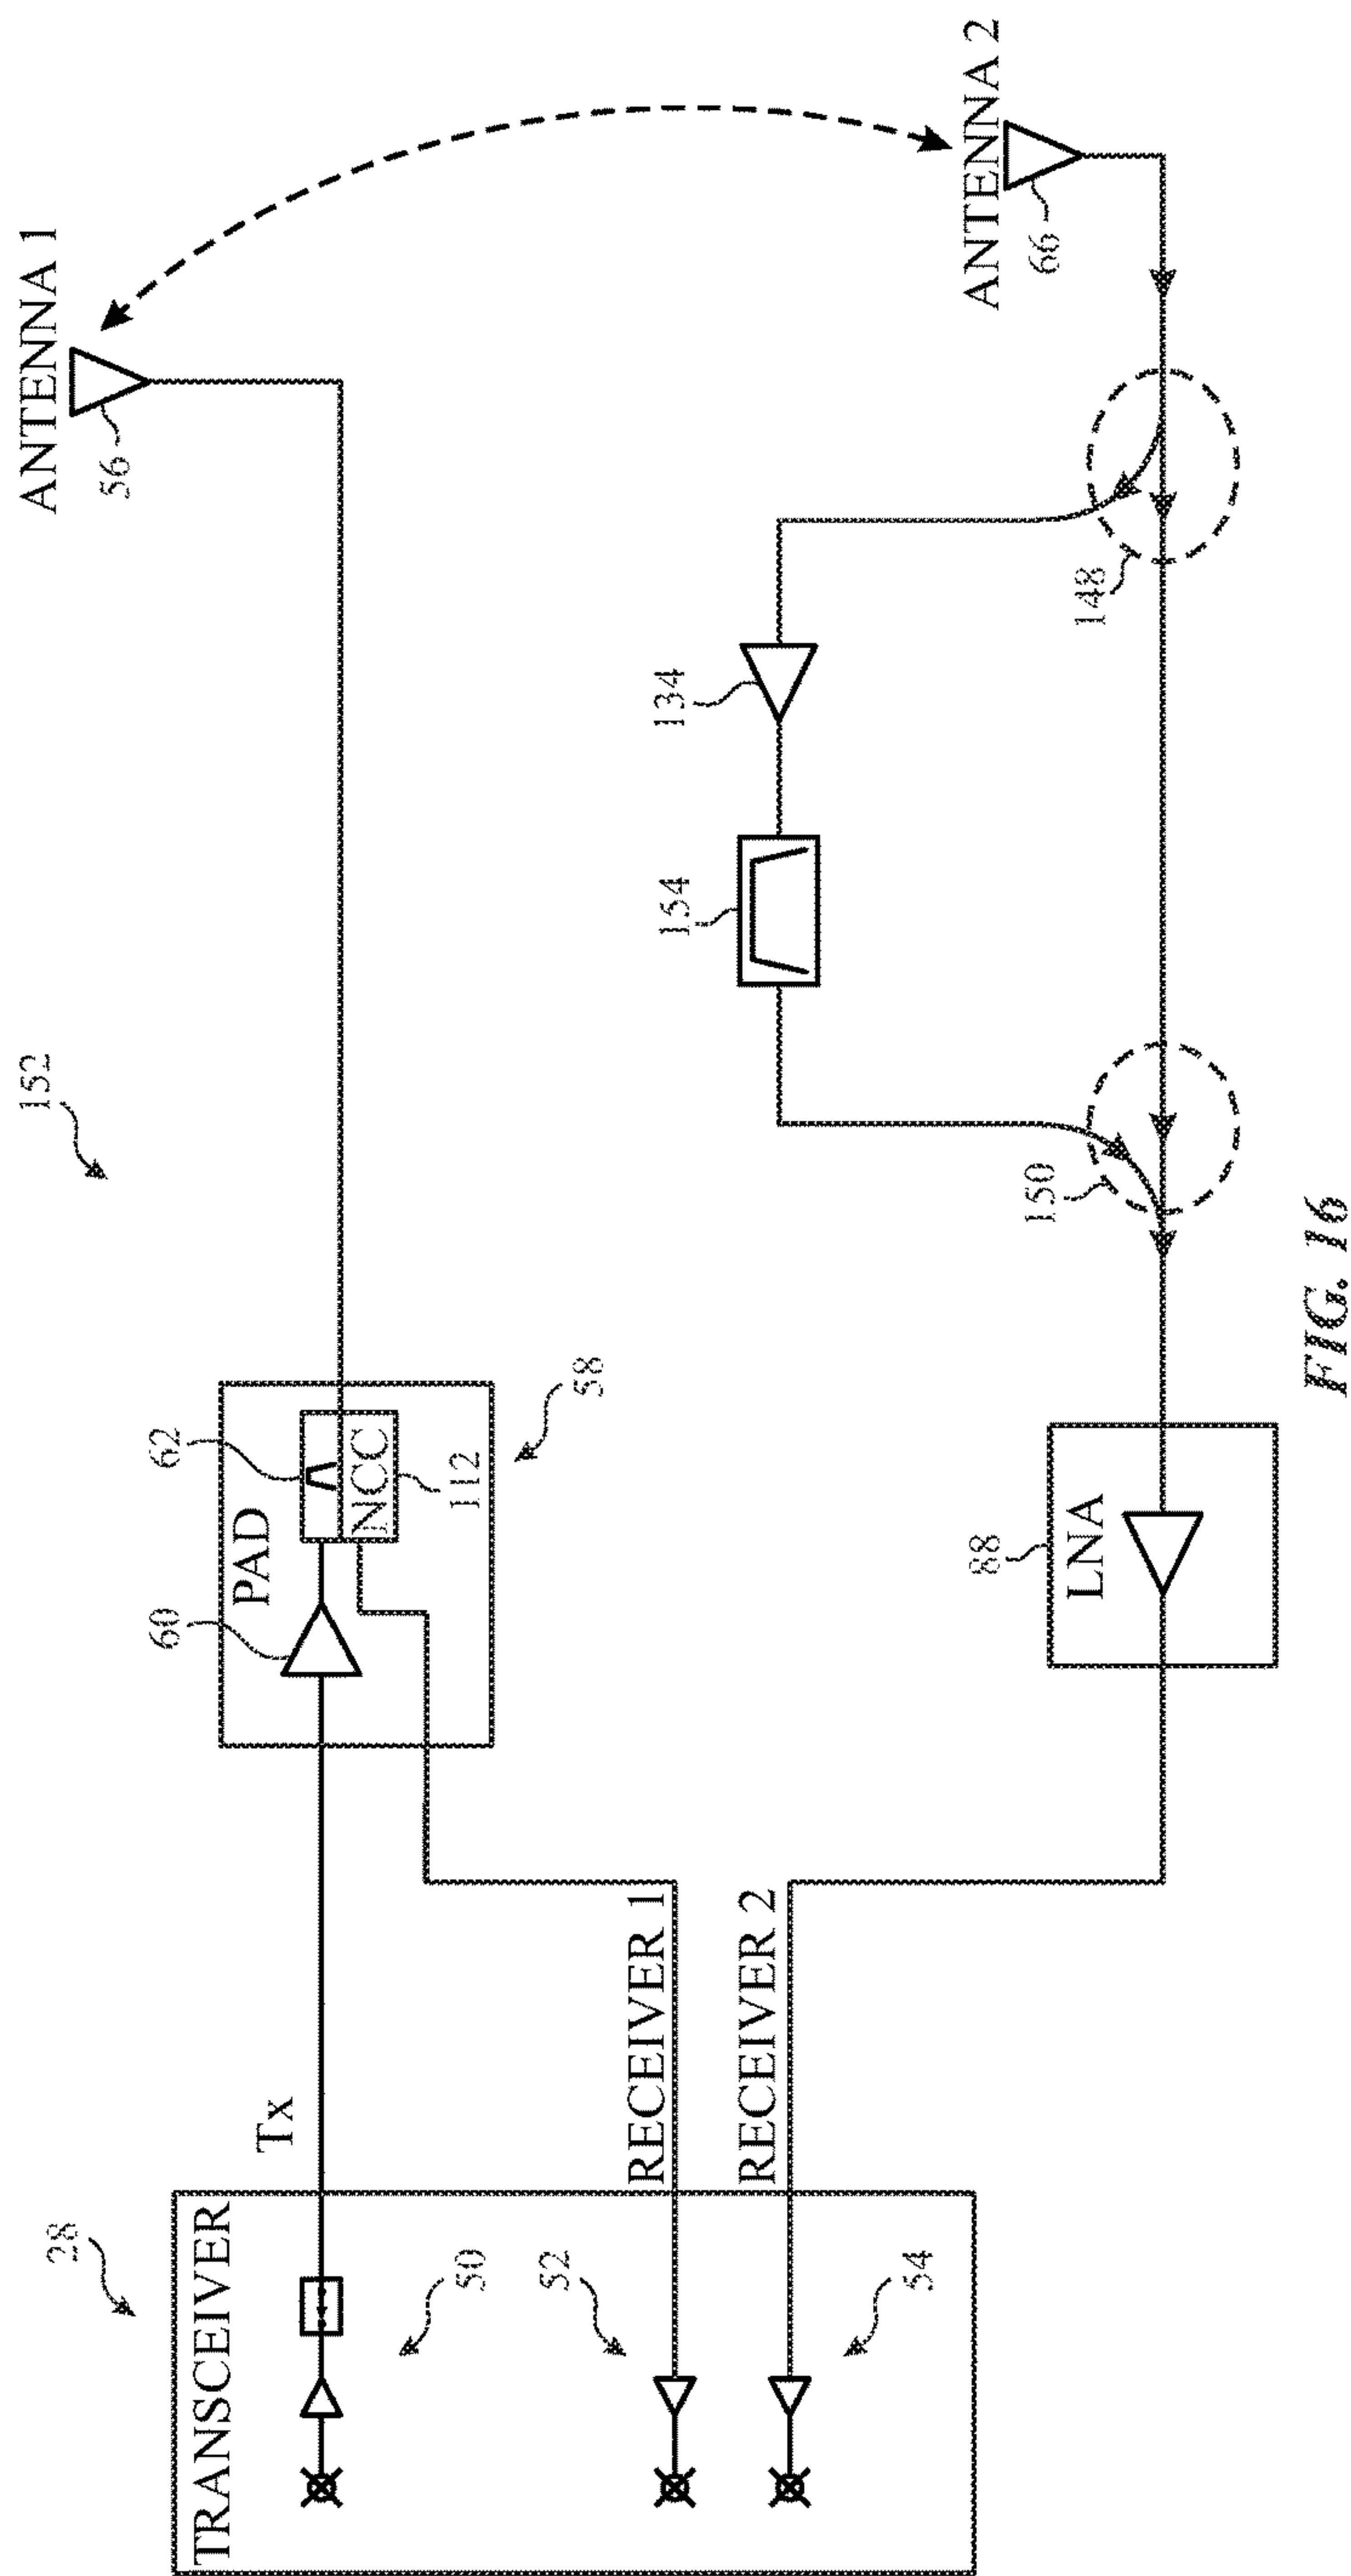 152
ANTENNA 1
56
28
TRANSCEIVER
Tx
50
PAD
60
62
NCC
112
58
RECEIVER 1
52
RECEIVER 2
54
154
134
ANTENNA 2
66
148
150
88
LNA
FIG. 16